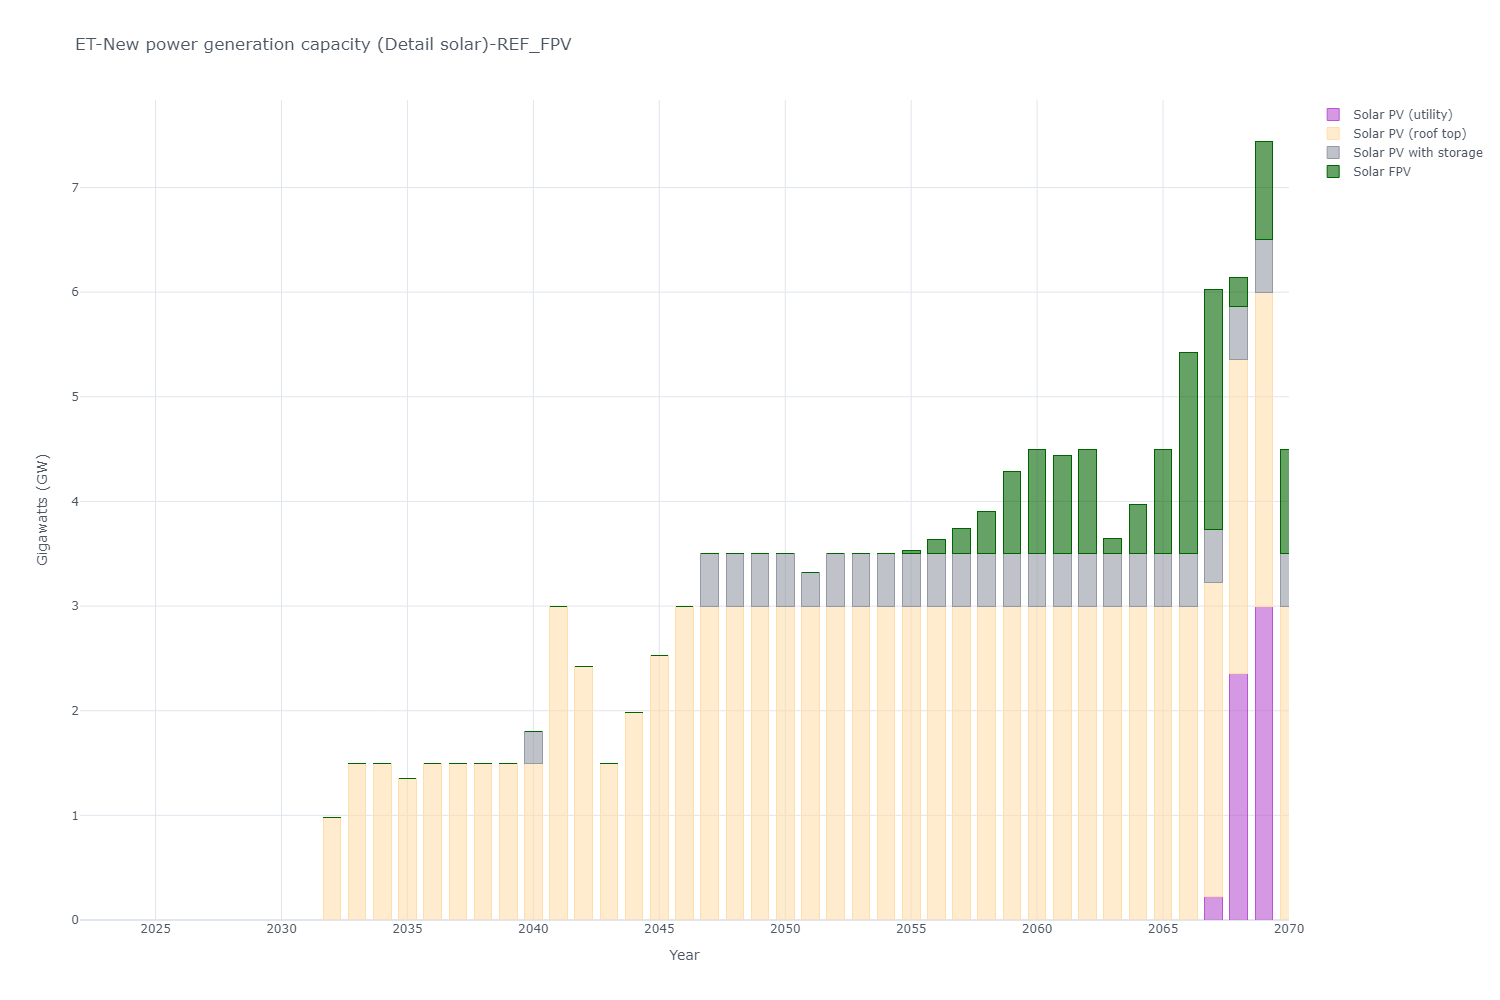 ET-New power generation capacity (Detail solar)-REF_FPV
Solar PV (utility)
Solar PV (roof top)
Solar PV with storage
Solar FPV
Gigawatts (GW)
7
6
5
4
3
2
1
0
2025 2030 2035 2040 2045 2050 2055 2060 2065 2070
Year